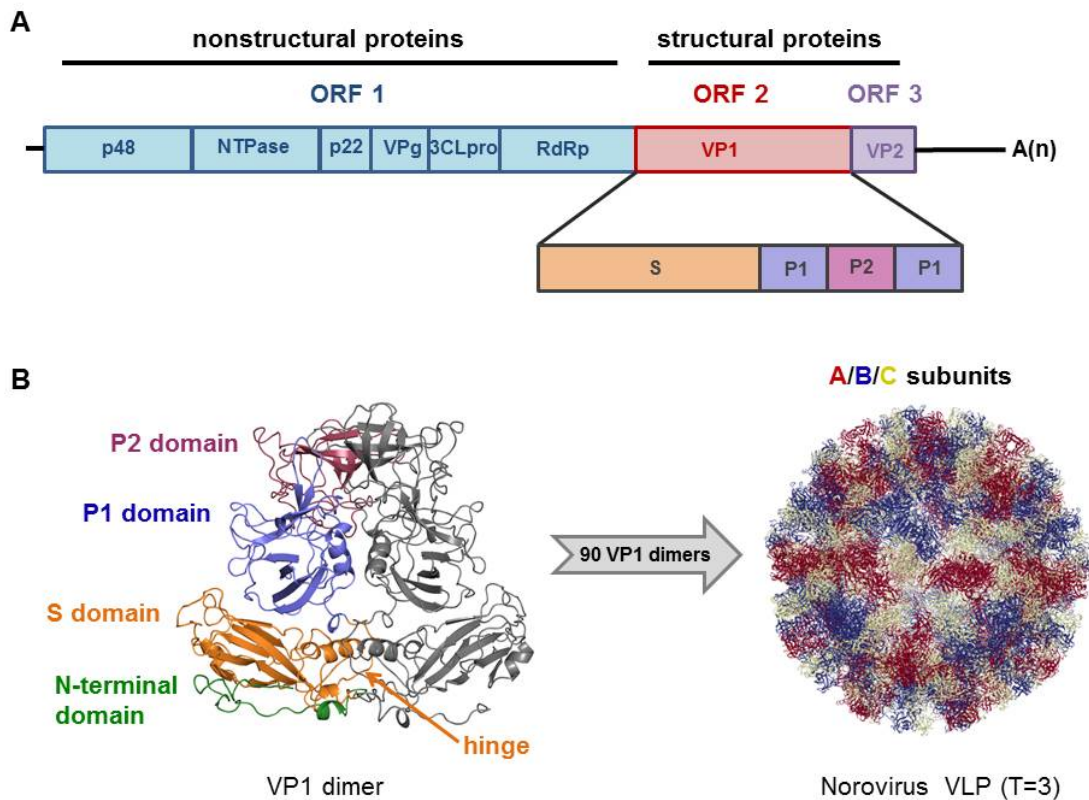 A
nonstructural proteins structural proteins
ORF 1 ORF 2 ORF 3
p48 NTPase p22 VPg 3CLpro RdRp VP1 VP2 A(n)
S P1 P2 P1
B
A/B/C subunits
P2 domain
P1 domain
90 VP1 dimers
S domain
N-terminal
domain
hinge
VP1 dimer
Norovirus VLP (T=3)